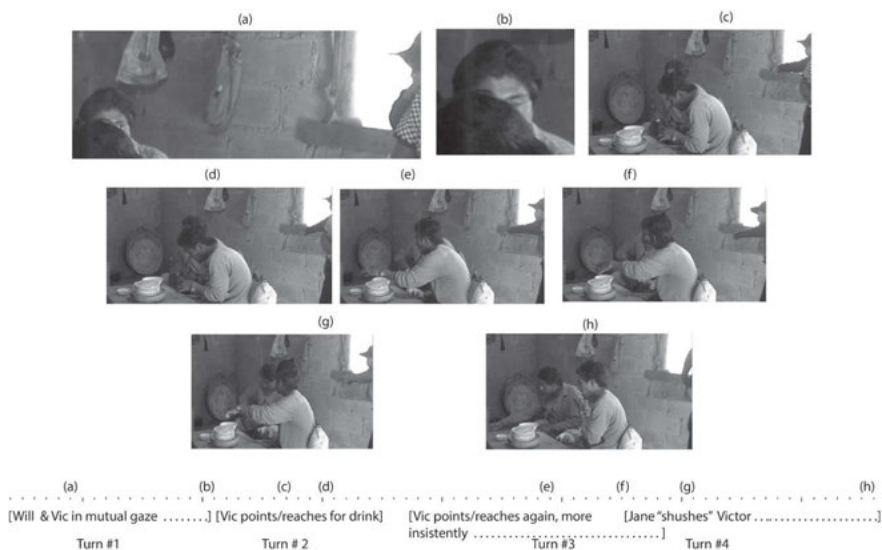 (a) (b) (c)
(d) (e) (f)
(g) (h)
(a) (b) (c) (d) (e) (f) (g) (h)
[Will & Vic in mutual gaze ........] [Vic points/reaches for drink] [Vic points/reaches again, more [Jane "shushes" Victor ......................]
insistently ....................................]
Turn #1 Turn # 2 Turn #3 Turn #4